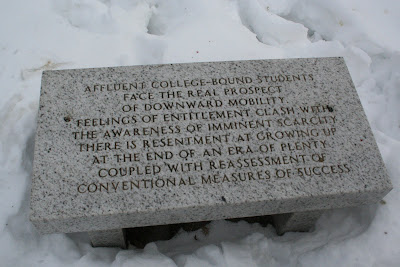 AFFLUENT COLLEGE-BOUND STUDENTS
FACE THE REAL PROSPECT
OF DOWNWARD MOBILITY.
FEELINGS OF ENTITLEMENT CLASH WITH
THE AWARENESS OF IMMINENT SCARCITY.
THERE IS RESENTMENT AT GROWING UP
AT THE END OF AN ERA OF PLENTY
COUPLED WITH REASSESSMENT OF
CONVENTIONAL MEASURES OF SUCCESS.